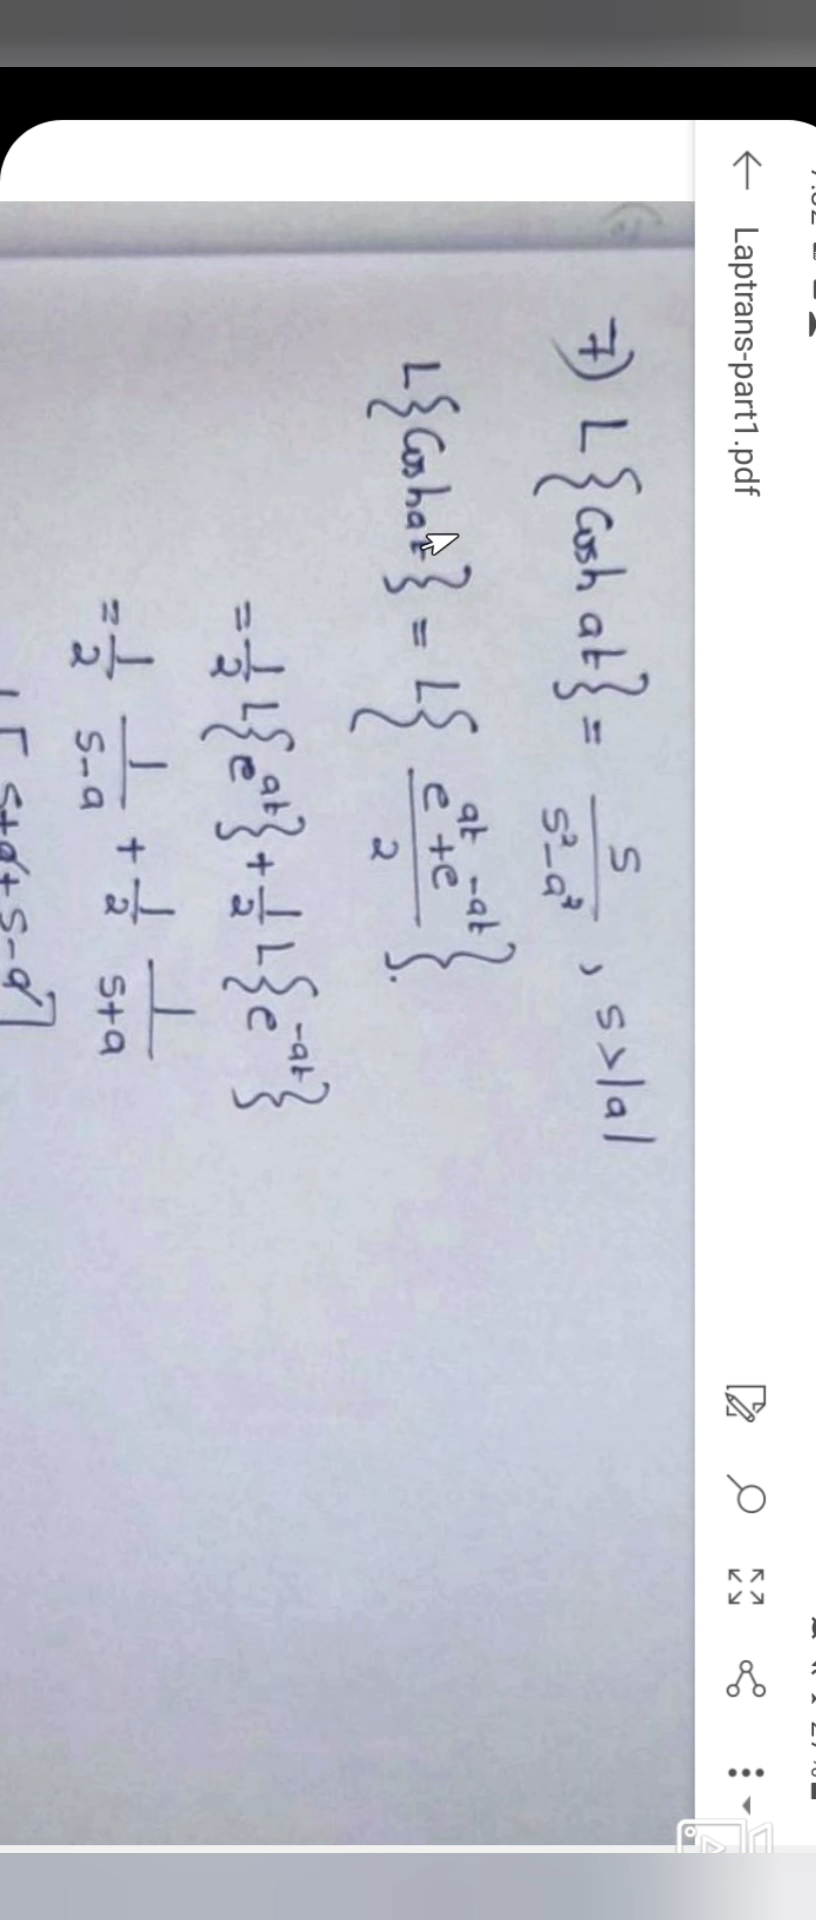 Laptrans-part1.pdf
7) L{Cosh at} = s/(s²-a²), s>|a|
L{Cosh at} = L{(e^{at}+e^{-at})/2}.
= 1/2 L{e^{at}} + 1/2 L{e^{-at}}
= 1/2 1/(s-a) + 1/2 1/(s+a)
s+a+s-a]